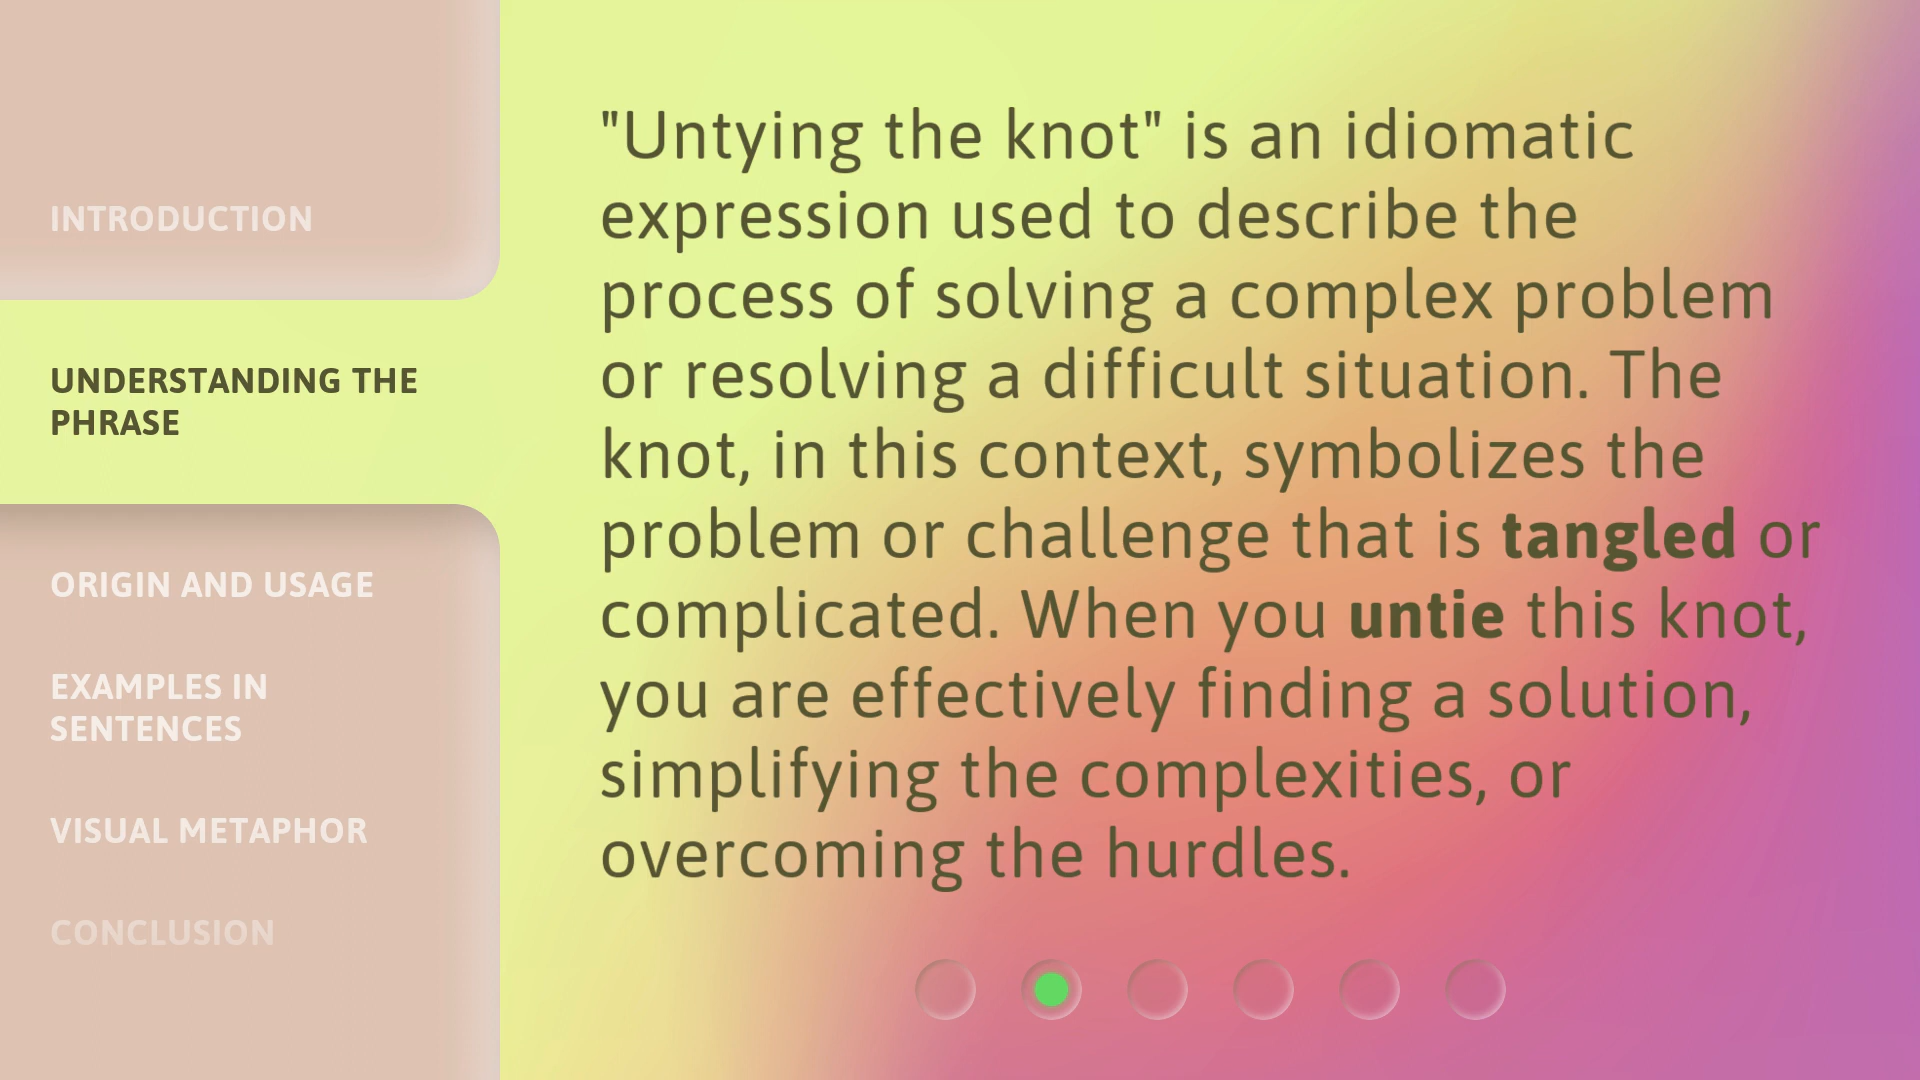 INTRODUCTION
UNDERSTANDING THE
PHRASE
ORIGIN AND USAGE
EXAMPLES IN
SENTENCES
VISUAL METAPHOR
CONCLUSION
"Untying the knot" is an idiomatic
expression used to describe the
process of solving a complex problem
or resolving a difficult situation. The
knot, in this context, symbolizes the
problem or challenge that is tangled or
complicated. When you untie this knot,
you are effectively finding a solution,
simplifying the complexities, or
overcoming the hurdles.